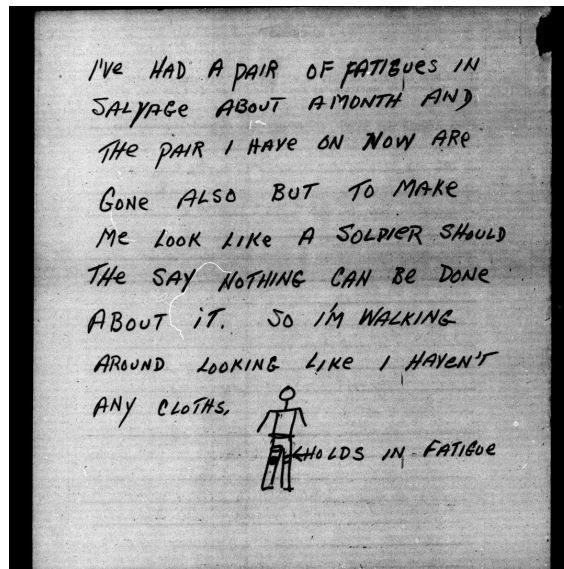 I'VE HAD A PAIR OF FATIGUES IN
SALVAGE ABOUT A MONTH AND
THE PAIR I HAVE ON NOW ARE
GONE ALSO BUT TO MAKE
ME LOOK LIKE A SOLDIER SHOULD
THE SAY NOTHING CAN BE DONE
ABOUT IT. SO I'M WALKING
AROUND LOOKING LIKE I HAVEN'T
ANY CLOTHS.
HOLDS IN FATIGUE